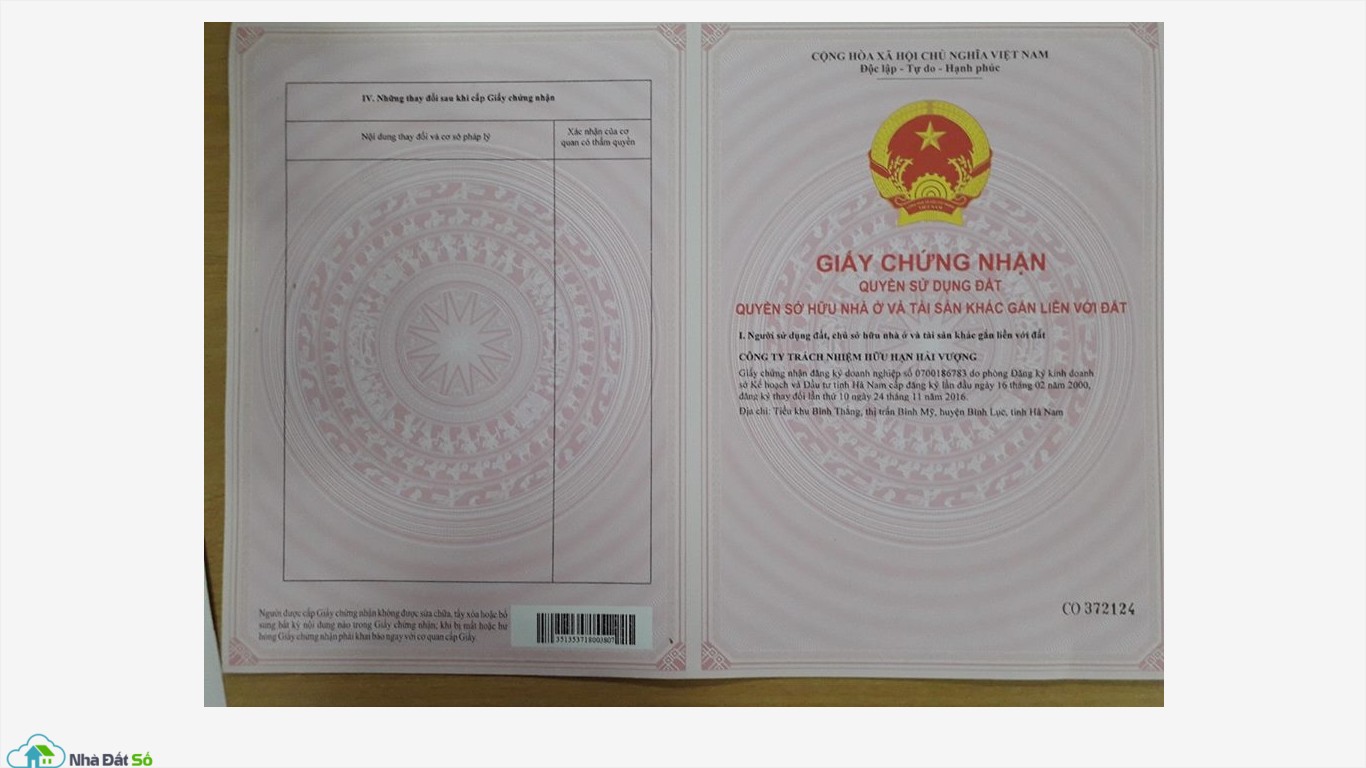 IV. Những thay đổi sau khi cấp Giấy chứng nhận
Nội dung thay đổi và cơ sở pháp lý
Xác nhận của cơ
quan có thẩm quyền
Người được cấp Giấy chứng nhận không được sửa chữa, tẩy xóa hoặc bổ
sung bất kỳ nội dung nào trong Giấy chứng nhận; khi bị mất hoặc hư
hỏng Giấy chứng nhận phải khai báo ngay với cơ quan cấp Giấy.
CỘNG HÒA XÃ HỘI CHỦ NGHĨA VIỆT NAM
Độc lập - Tự do - Hạnh phúc
GIẤY CHỨNG NHẬN
QUYỀN SỬ DỤNG ĐẤT
QUYỀN SỞ HỮU NHÀ Ở VÀ TÀI SẢN KHÁC GẮN LIỀN VỚI ĐẤT
I. Người sử dụng đất, chủ sở hữu nhà ở và tài sản khác gắn liền với đất
CÔNG TY TRÁCH NHIỆM HỮU HẠN HẢI VƯỢNG
Giấy chứng nhận đăng ký doanh nghiệp số 0700186783 do phòng Đăng ký kinh doanh
sở Kế hoạch và Đầu tư tỉnh Hà Nam cấp đăng ký lần đầu ngày 16 tháng 02 năm 2000,
đăng ký thay đổi lần thứ 10 ngày 24 tháng 11 năm 2016.
Địa chỉ: Tiểu khu Bình Thắng, thị trấn Bình Mỹ, huyện Bình Lục, tỉnh Hà Nam
CO 372124
Nhà Đất Số